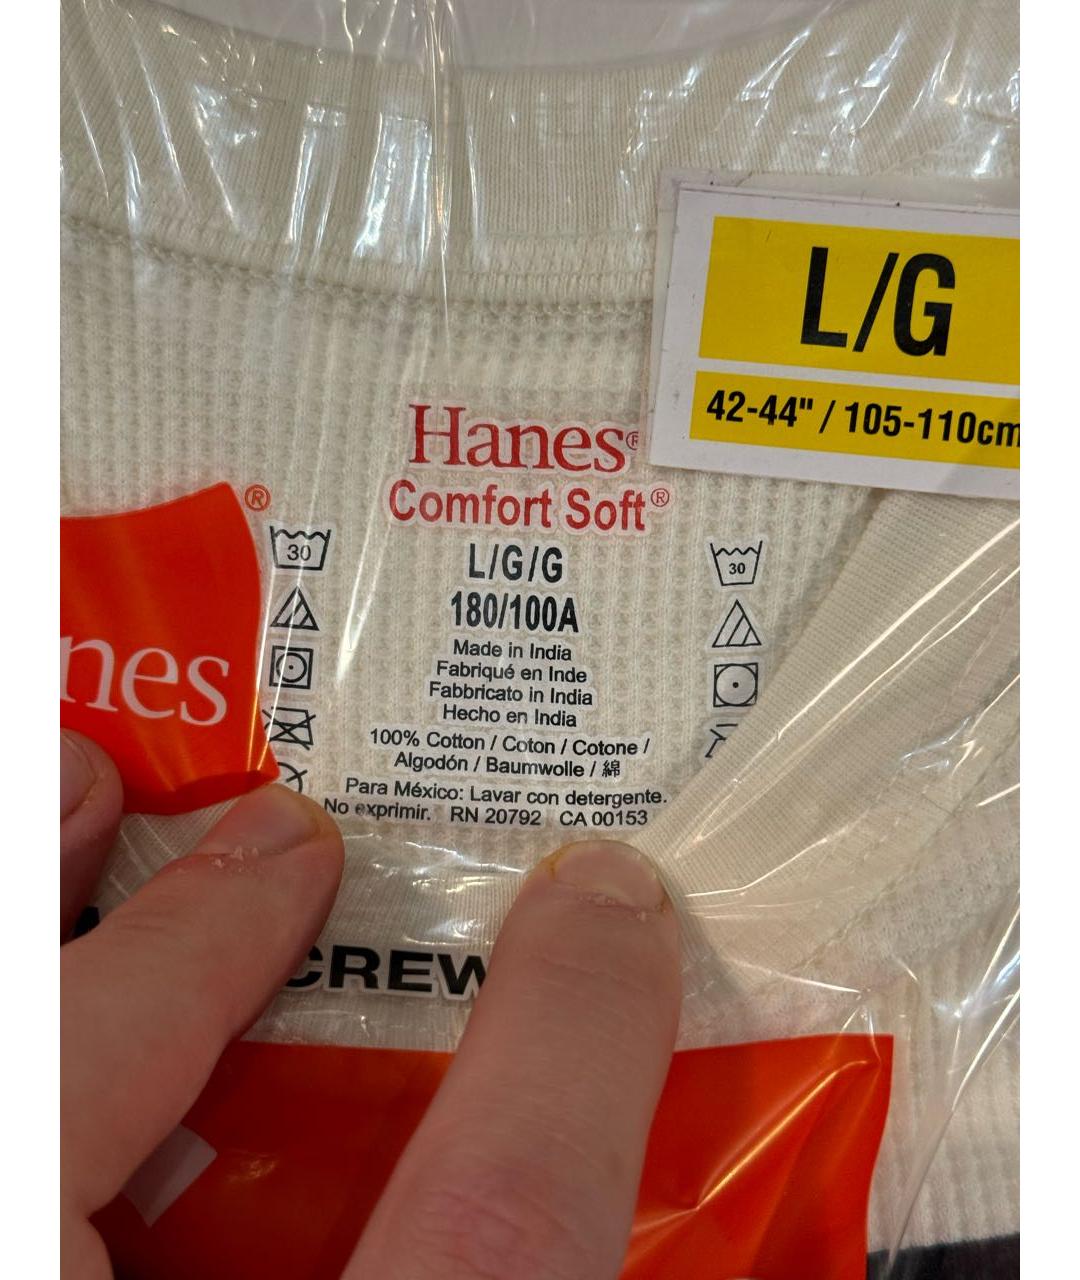 L/G
42-44" / 105-110cm
Hanes®
Comfort Soft®
®
30
30
L/G/G
180/100A
nes
Made in India
Fabriqué en Inde
Fabbricato in India
Hecho en India
100% Cotton / Coton / Cotone /
Algodón / Baumwolle / 綿
Para México: Lavar con detergente.
No exprimir. RN 20792 CA 00153
CREW